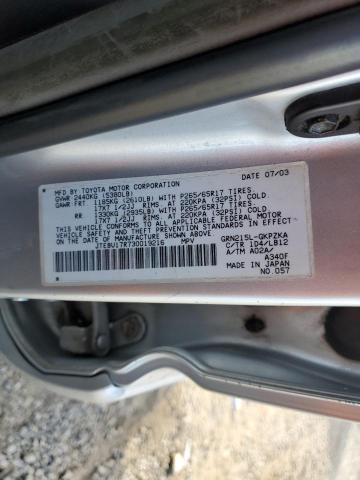 MFD.BY TOYOTA MOTOR CORPORATION DATE 07/03
GVWR 2440KG (5380LB)
GAWR FRT 1185KG (2610LB) WITH P265/65R17 TIRES.
17X7 1/2JJ RIMS. AT 220KPA (32PSI) COLD.
RR 1330KG (2935LB) WITH P265/65R17 TIRES.
17X7 1/2JJ RIMS. AT 220KPA (32PSI) COLD.
THIS VEHICLE CONFORMS TO ALL APPLICABLE FEDERAL MOTOR
VEHICLE SAFETY STANDARDS IN EFFECT ON THE DATE OF
MANUFACTURE SHOWN ABOVE.
JTEBU17R730019216 MPV
GRN215L-GKPZKA
C/TR 1D4/LB12
A/TM A02A/
A340F
MADE IN JAPAN
NO.057